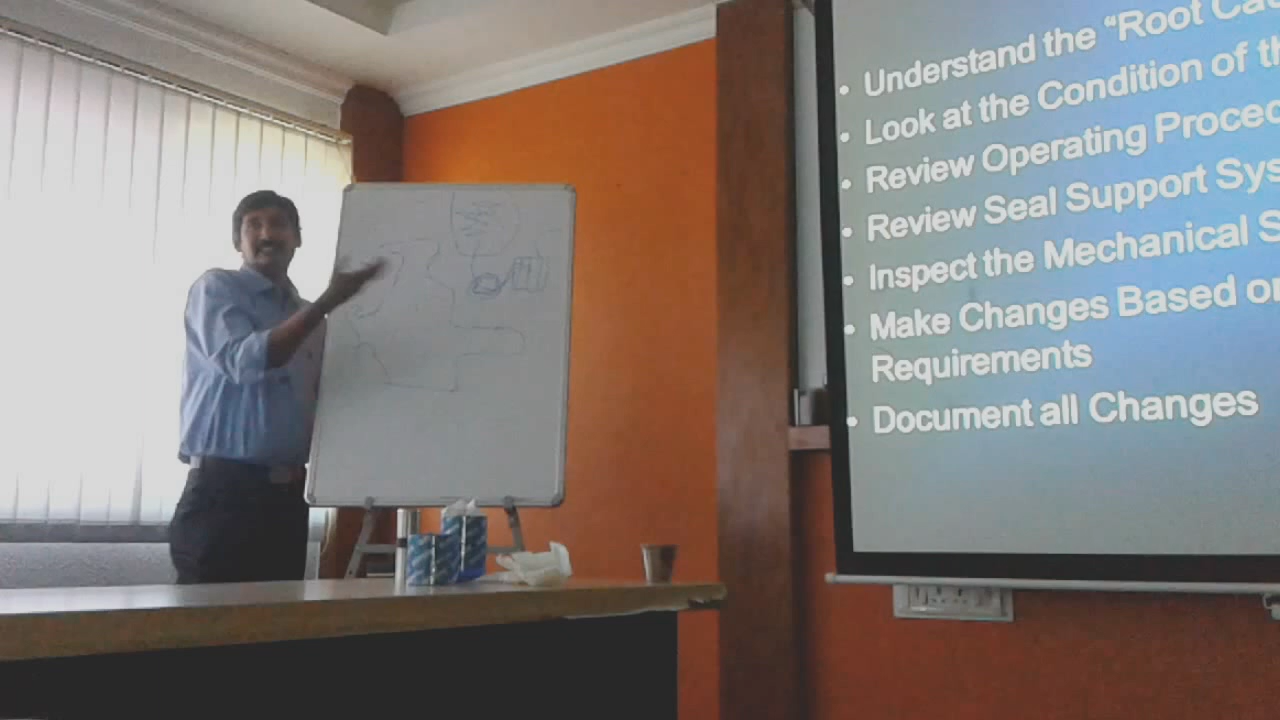 • Understand the “Root
• Look at the Condition of
• Review Operating
• Review Seal Support
• Inspect the Mechanical
• Make Changes Based
Requirements
• Document all Changes